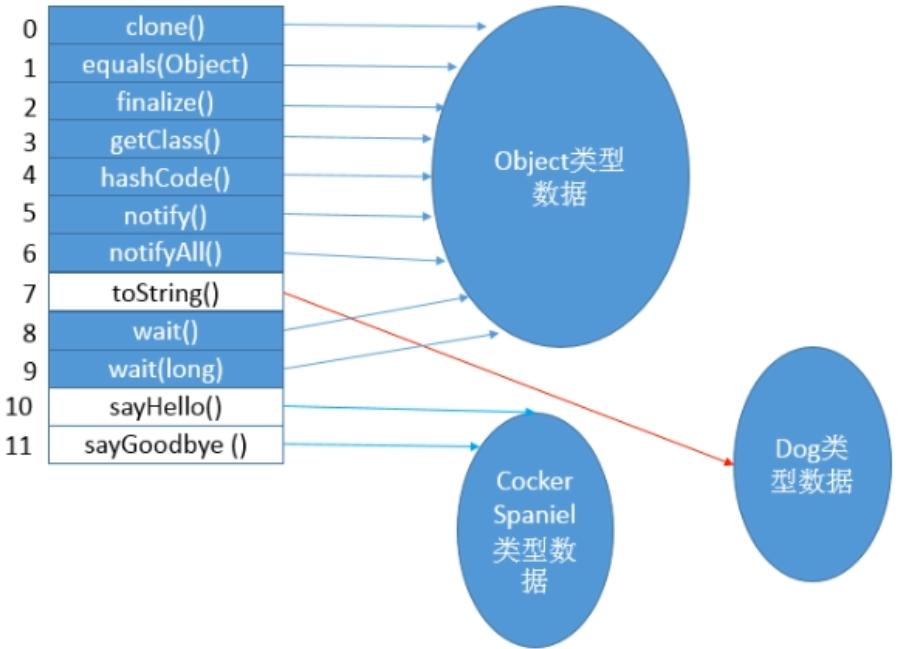 0 clone()
1 equals(Object)
2 finalize()
3 getClass()
4 hashCode()
5 notify()
6 notifyAll()
7 toString()
8 wait()
9 wait(long)
10 sayHello()
11 sayGoodbye ()
Object类型
数据
Cocker
Spaniel
类型数
据
Dog类
型数据